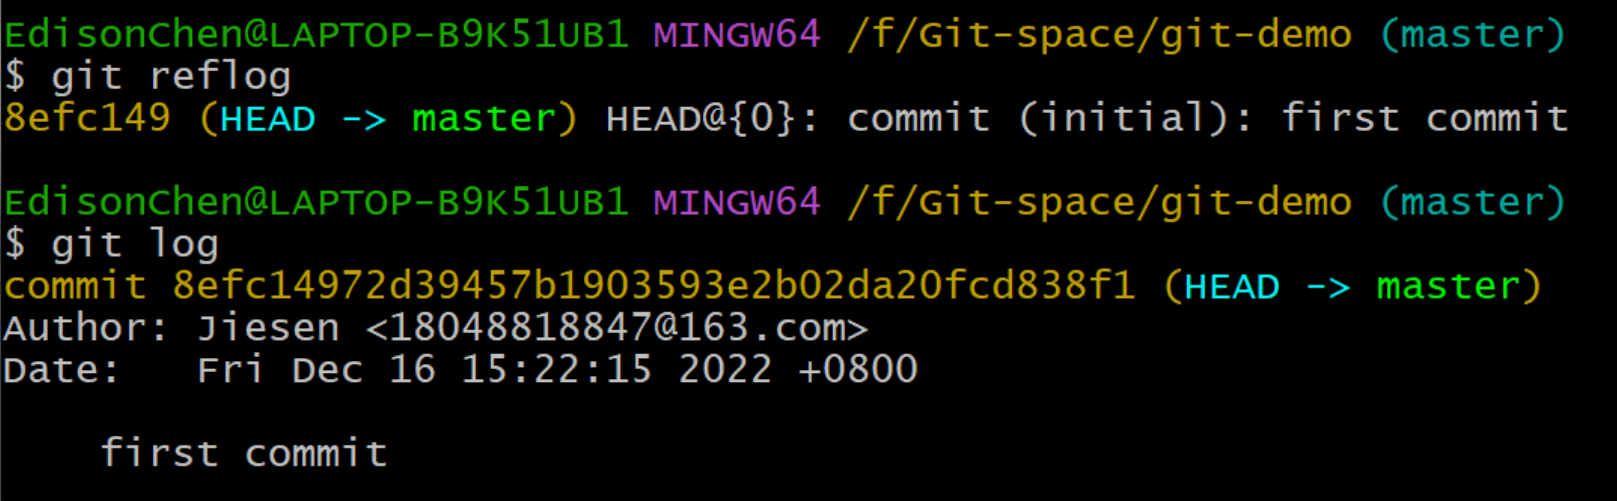 EdisonChen@LAPTOP-B9K51UB1 MINGW64 /f/Git-space/git-demo (master)
$ git reflog
8efc149 (HEAD -> master) HEAD@{0}: commit (initial): first commit
EdisonChen@LAPTOP-B9K51UB1 MINGW64 /f/Git-space/git-demo (master)
$ git log
commit 8efc14972d39457b1903593e2b02da20fcd838f1 (HEAD -> master)
Author: Jiesen <18048818847@163.com>
Date:   Fri Dec 16 15:22:15 2022 +0800
    first commit